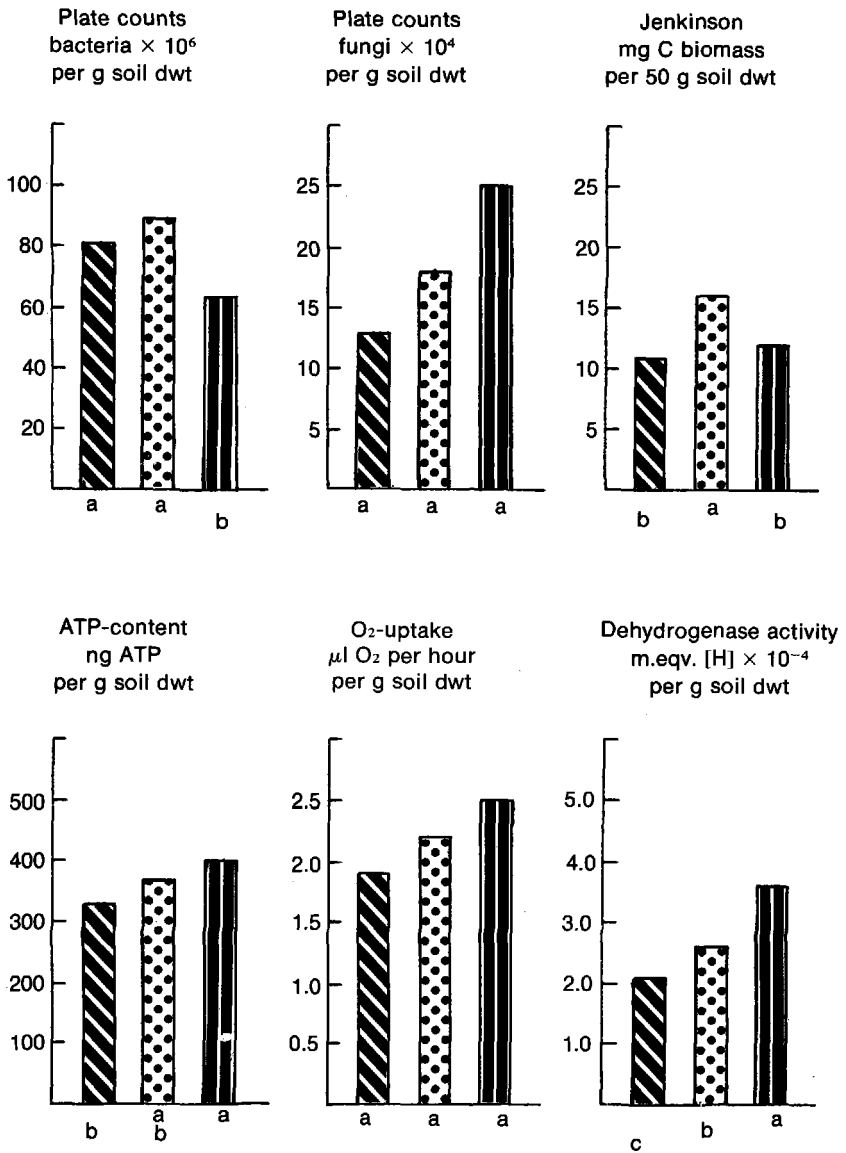 Plate counts
bacteria × 10⁶
per g soil dwt
100
80
60
40
20
a a
b
Plate counts
fungi × 10⁴
per g soil dwt
25
20
15
10
5
a a a
Jenkinson
mg C biomass
per 50 g soil dwt
25
20
15
10
5
b a b
ATP-content
ng ATP
per g soil dwt
500
400
300
200
100
a a
b b
O₂-uptake
µl O₂ per hour
per g soil dwt
2.5
2.0
1.5
1.0
0.5
a a a
Dehydrogenase activity
m.eqv. [H] × 10⁻⁴
per g soil dwt
5.0
4.0
3.0
2.0
1.0
c b a